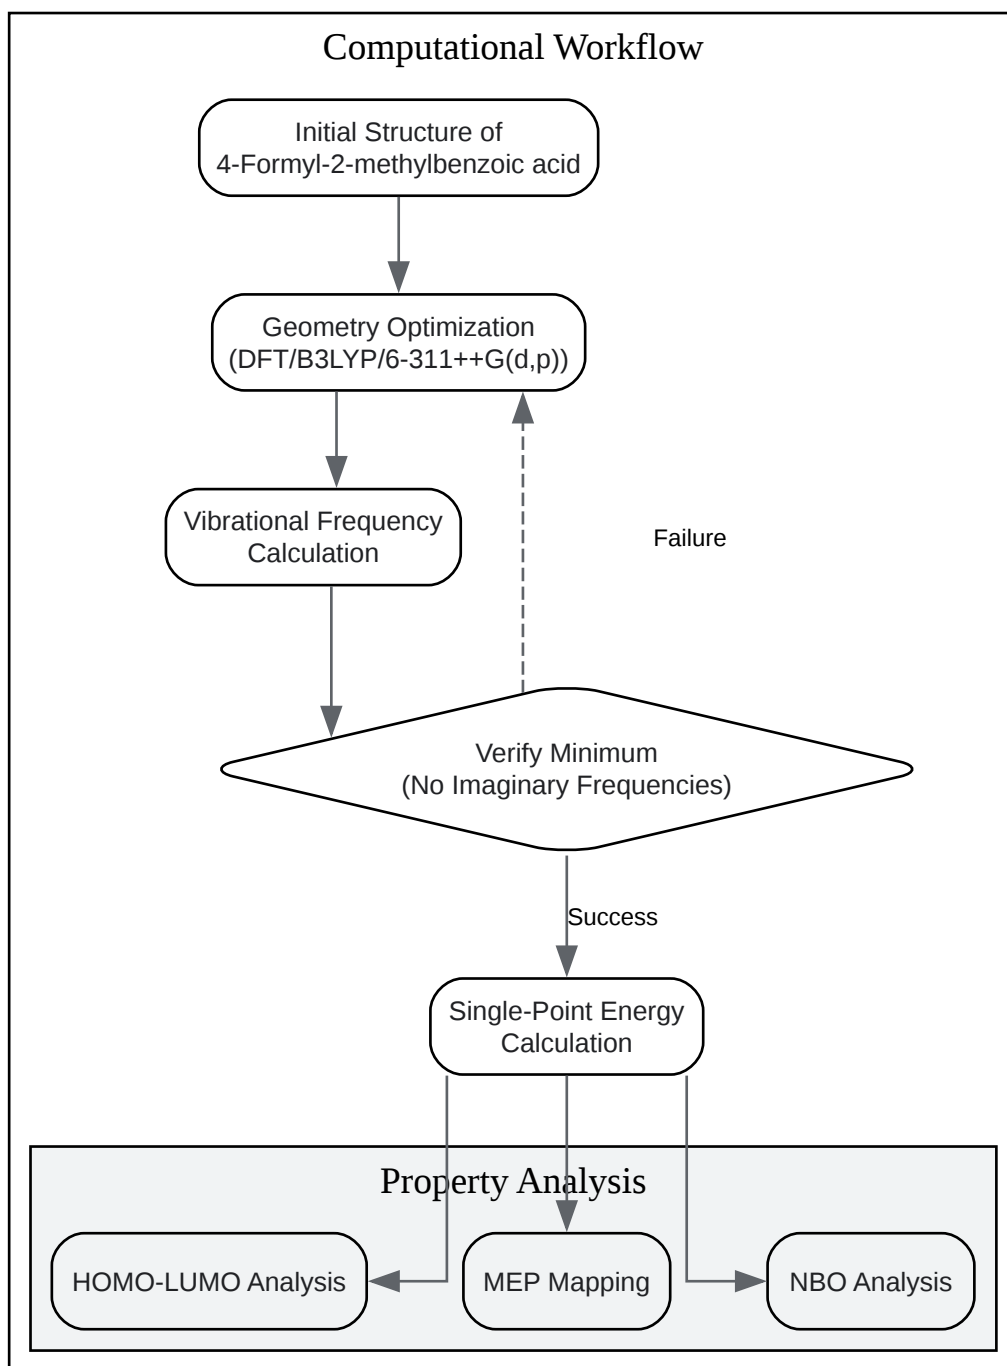 Computational Workflow
Initial Structure of
4-Formyl-2-methylbenzoic acid
Geometry Optimization
(DFT/B3LYP/6-311++G(d,p))
Vibrational Frequency
Calculation
Failure
Verify Minimum
(No Imaginary Frequencies)
Success
Single-Point Energy
Calculation
Property Analysis
HOMO-LUMO Analysis
MEP Mapping
NBO Analysis